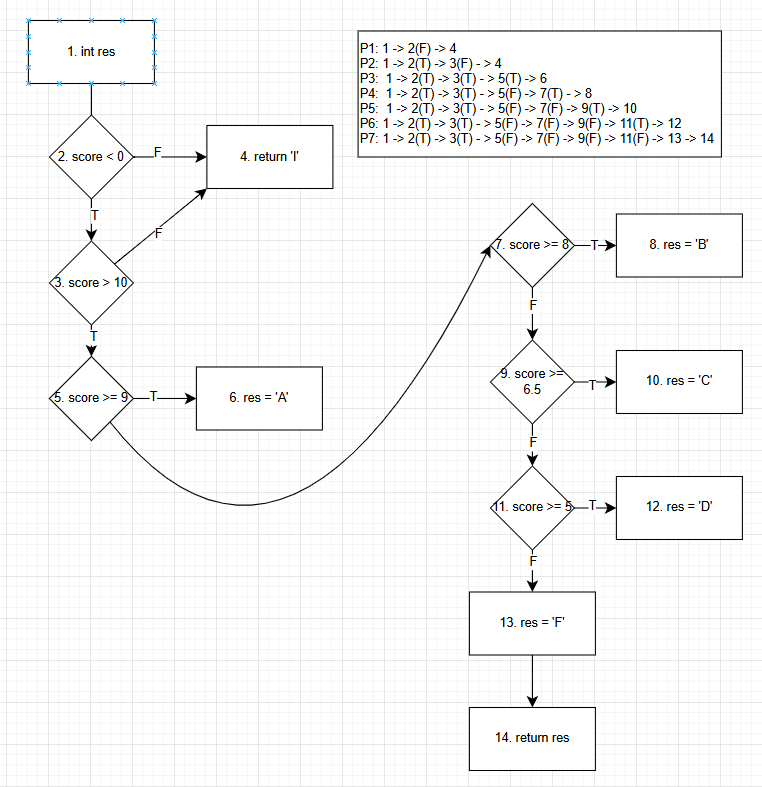 1. int res
P1: 1 -> 2(F) -> 4
P2: 1 -> 2(T) -> 3(F) - > 4
P3:  1 -> 2(T) -> 3(T) - > 5(T) -> 6
P4:  1 -> 2(T) -> 3(T) - > 5(F) -> 7(T) - > 8
P5:  1 -> 2(T) -> 3(T) - > 5(F) -> 7(F) -> 9(T) -> 10
P6: 1 -> 2(T) -> 3(T) - > 5(F) -> 7(F) -> 9(F) -> 11(T) -> 12
P7: 1 -> 2(T) -> 3(T) - > 5(F) -> 7(F) -> 9(F) -> 11(F) -> 13 -> 14
2. score < 0
F
4. return 'I'
T
F
3. score > 10
T
5. score >= 9
T
6. res = 'A'
7. score >= 8
T
8. res = 'B'
F
9. score >=
6.5
T
10. res = 'C'
F
11. score >= 5
T
12. res = 'D'
F
13. res = 'F'
14. return res